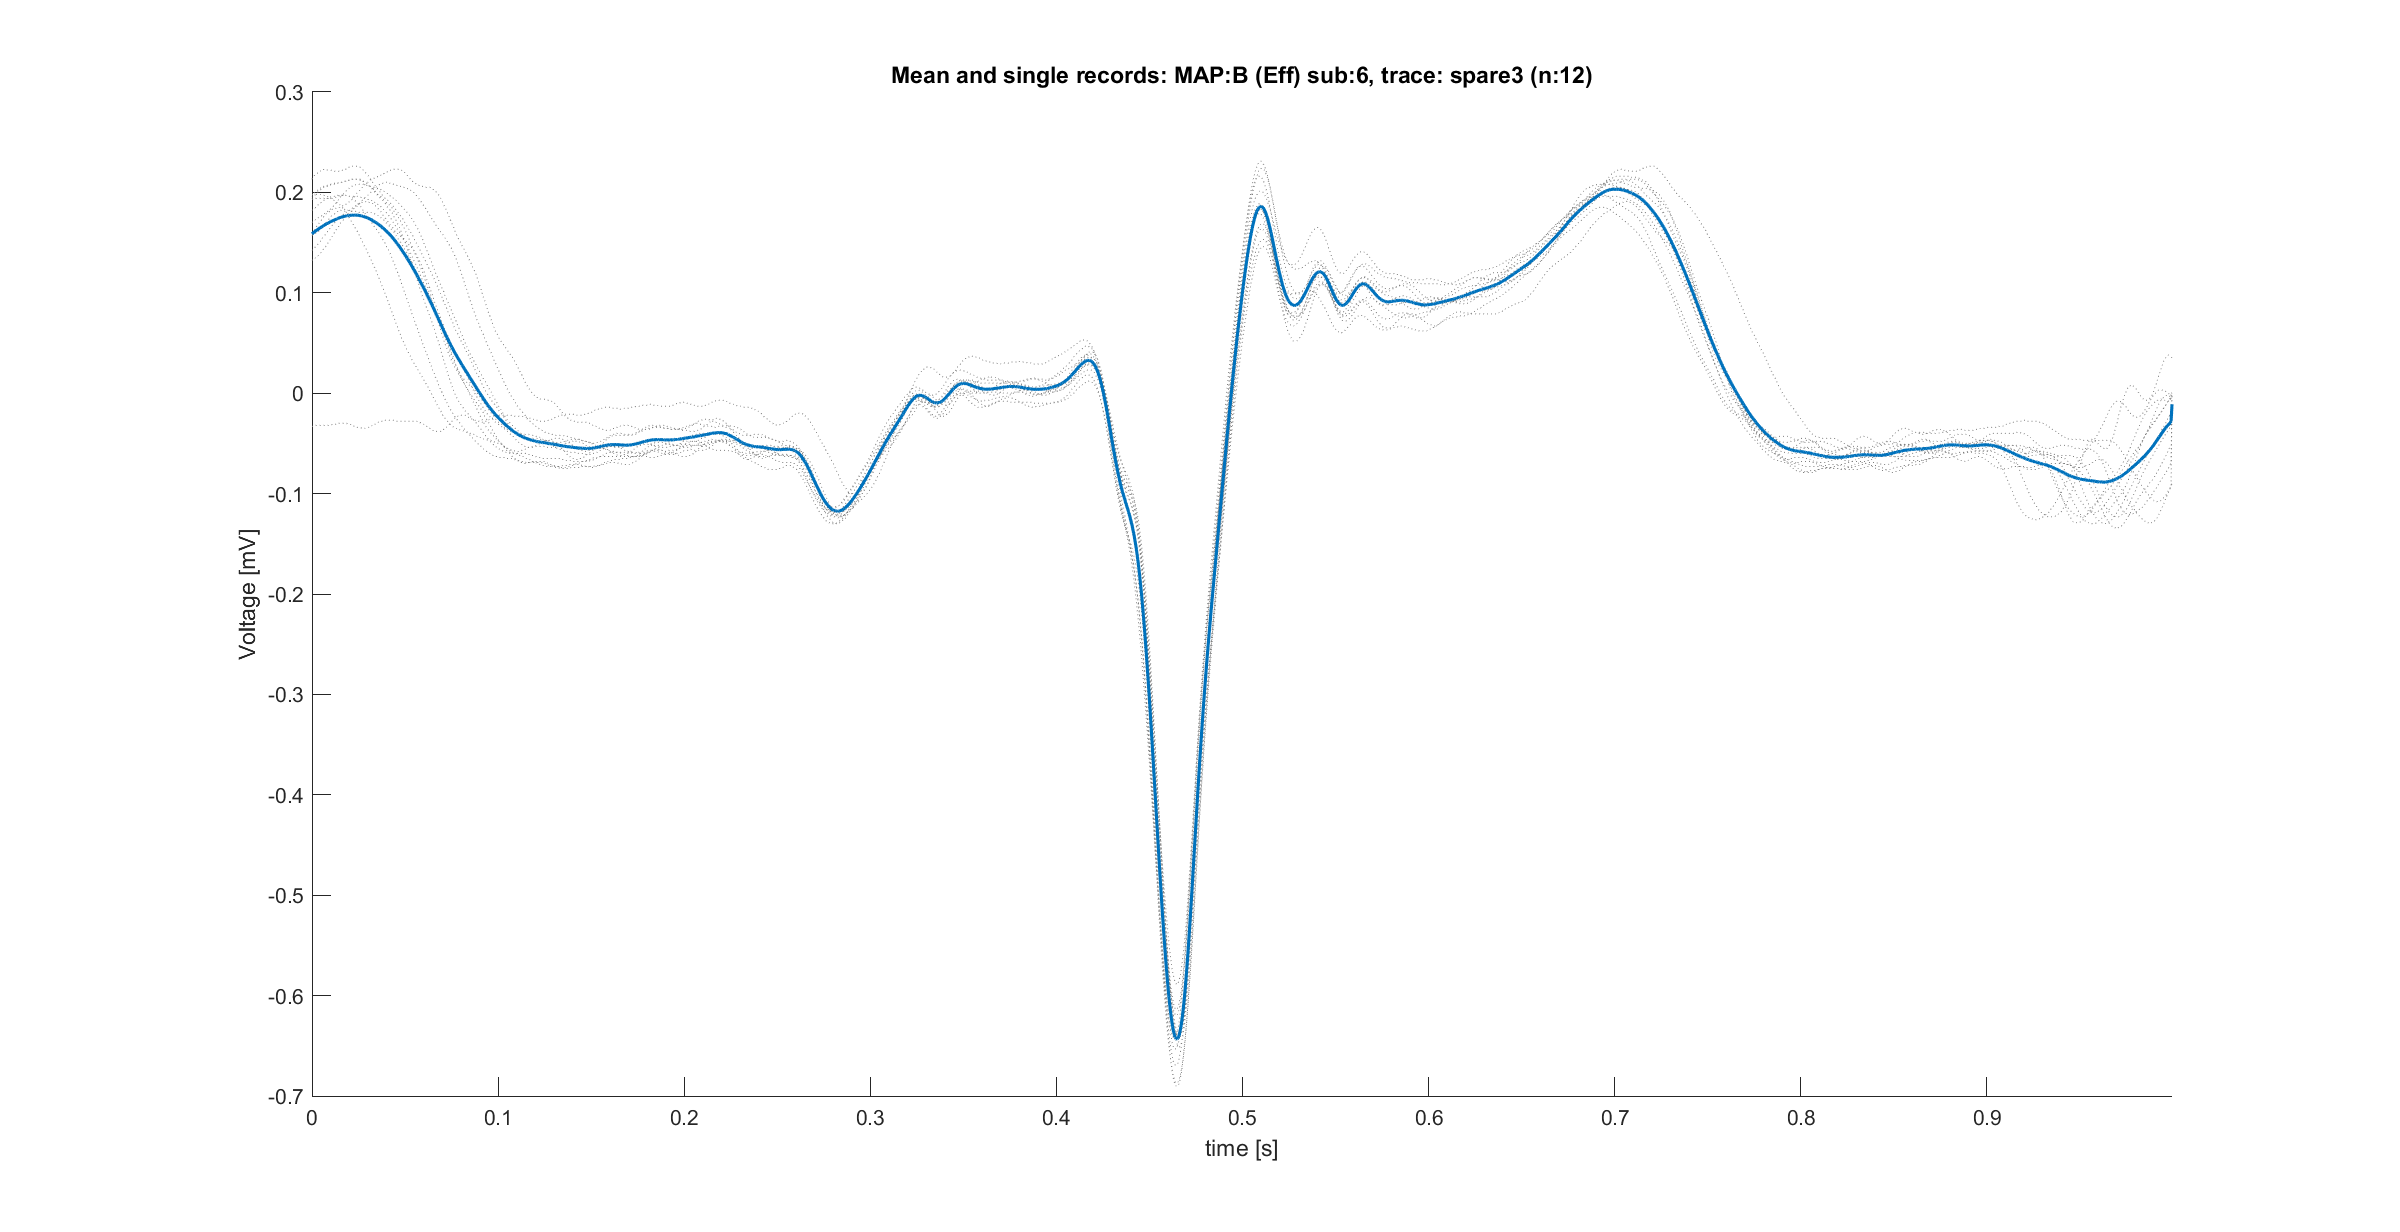 Mean and single records: MAP:B (Eff) sub:6, trace: spare3 (n:12)
0.3
0.2
0.1
0
-0.1
-0.2
-0.3
-0.4
-0.5
-0.6
-0.7
Voltage [mV]
0 0.1 0.2 0.3 0.4 0.5 0.6 0.7 0.8 0.9
time [s]